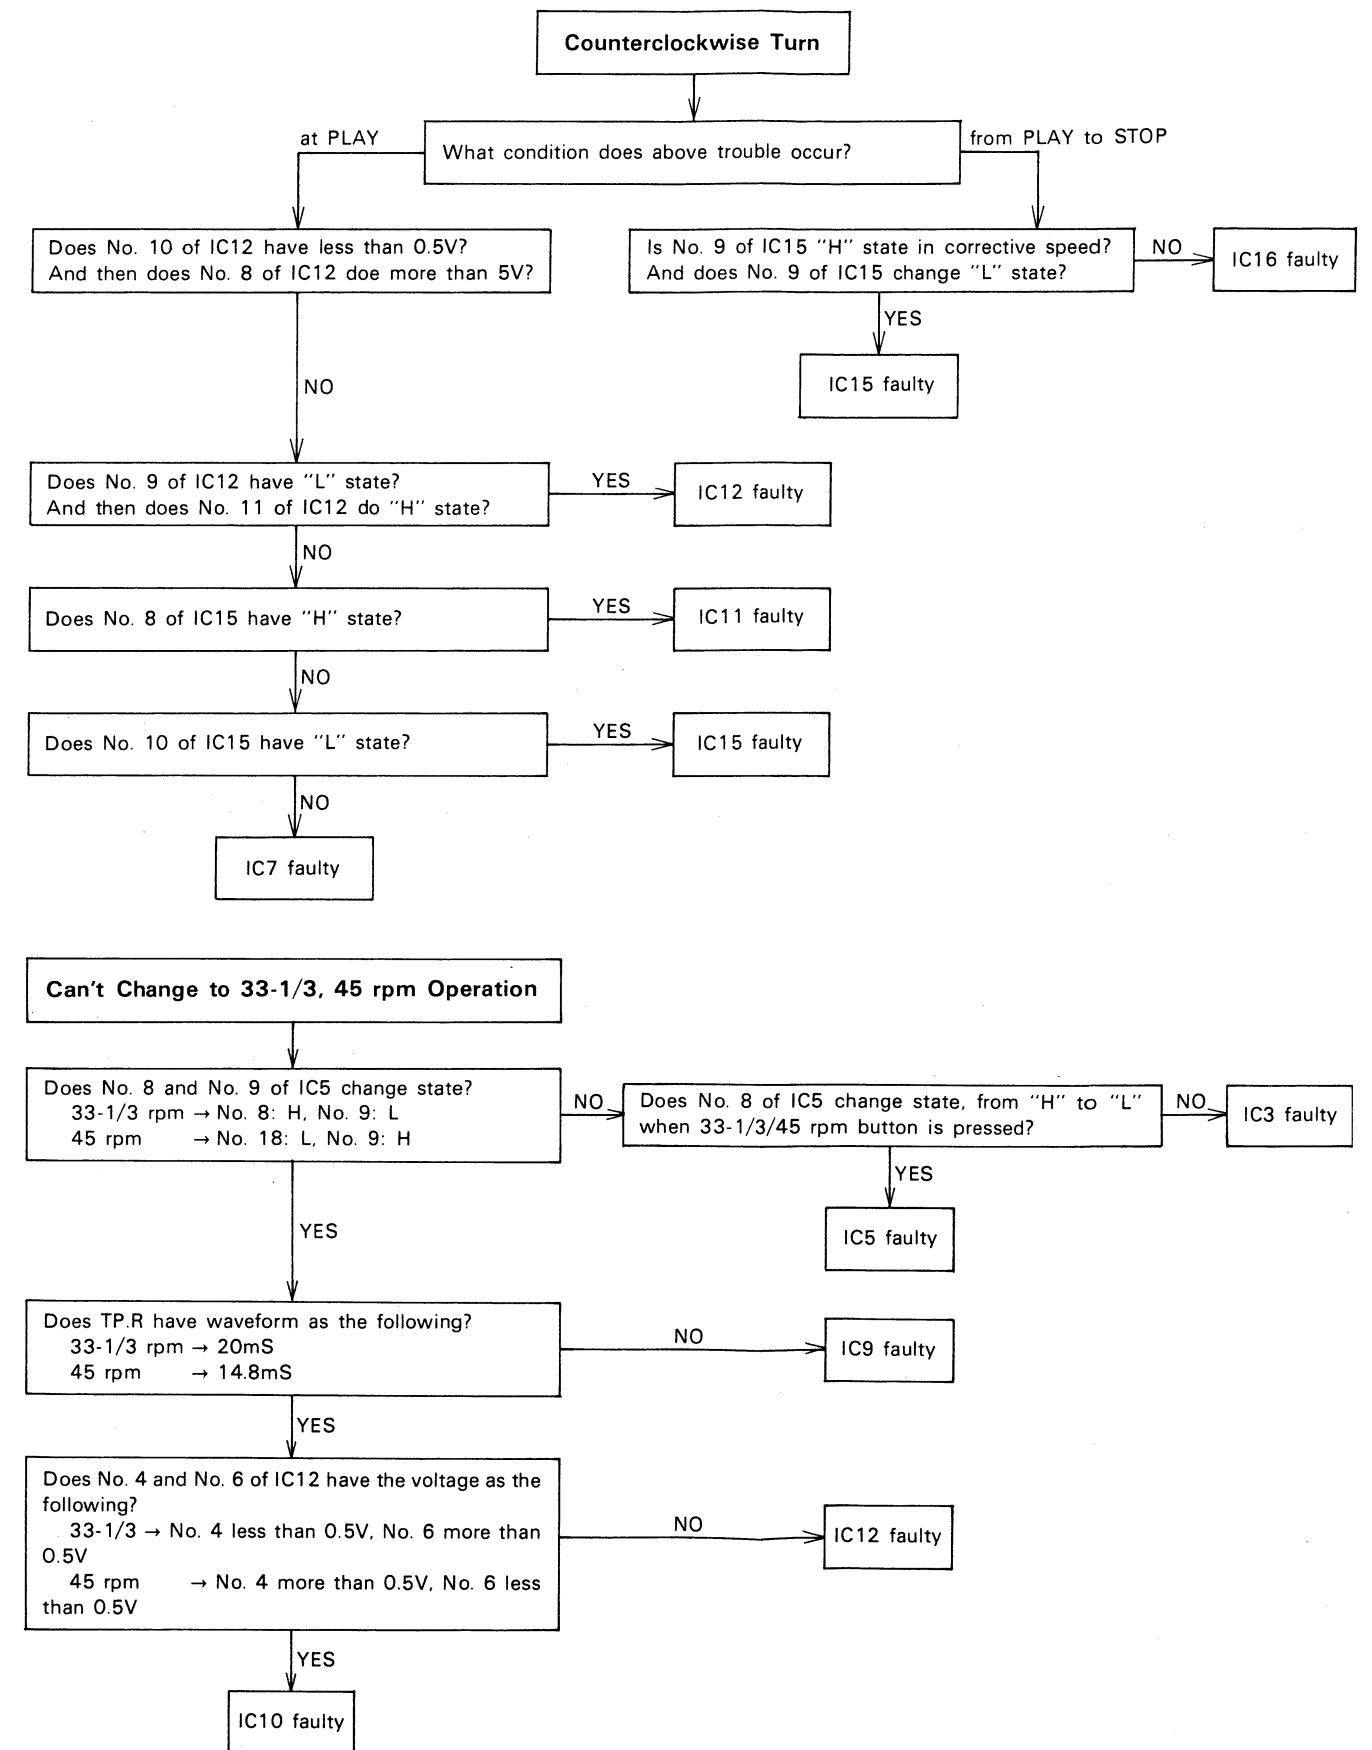 Counterclockwise Turn
at PLAY
What condition does above trouble occur?
from PLAY to STOP
Does No. 10 of IC12 have less than 0.5V?
And then does No. 8 of IC12 doe more than 5V?
Is No. 9 of IC15 "H" state in corrective speed?
And does No. 9 of IC15 change "L" state?
NO
IC16 faulty
YES
IC15 faulty
NO
Does No. 9 of IC12 have "L" state?
And then does No. 11 of IC12 do "H" state?
YES
IC12 faulty
NO
Does No. 8 of IC15 have "H" state?
YES
IC11 faulty
NO
Does No. 10 of IC15 have "L" state?
YES
IC15 faulty
NO
IC7 faulty
Can't Change to 33-1/3, 45 rpm Operation
Does No. 8 and No. 9 of IC5 change state?
33-1/3 rpm → No. 8: H, No. 9: L
45 rpm → No. 18: L, No. 9: H
NO
Does No. 8 of IC5 change state, from "H" to "L"
when 33-1/3/45 rpm button is pressed?
NO
IC3 faulty
YES
IC5 faulty
YES
Does TP.R have waveform as the following?
33-1/3 rpm → 20mS
45 rpm → 14.8mS
NO
IC9 faulty
YES
Does No. 4 and No. 6 of IC12 have the voltage as the
following?
33-1/3 → No. 4 less than 0.5V, No. 6 more than
0.5V
45 rpm → No. 4 more than 0.5V, No. 6 less
than 0.5V
NO
IC12 faulty
YES
IC10 faulty